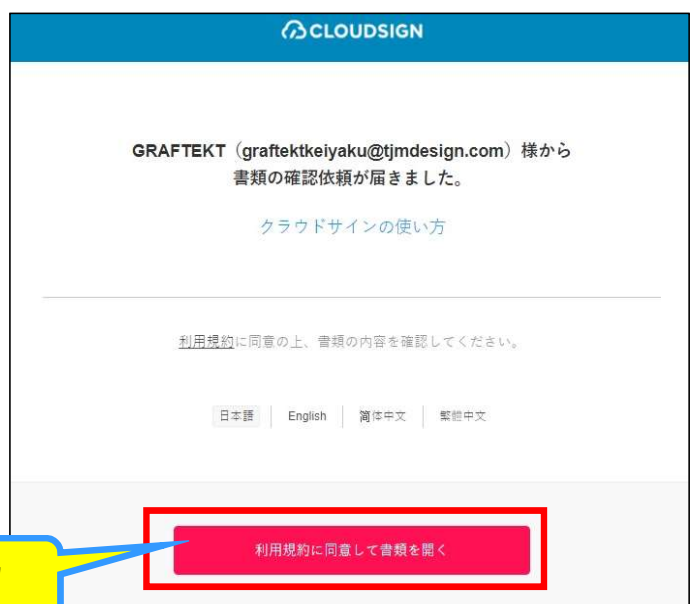 CLOUDSIGN
GRAFTEKT（graftektkeiyaku@tjmdesign.com）様から
書類の確認依頼が届きました。
クラウドサインの使い方
利用規約に同意の上、書類の内容を確認してください。
日本語 English 简体中文 繁體中文
利用規約に同意して書類を開く